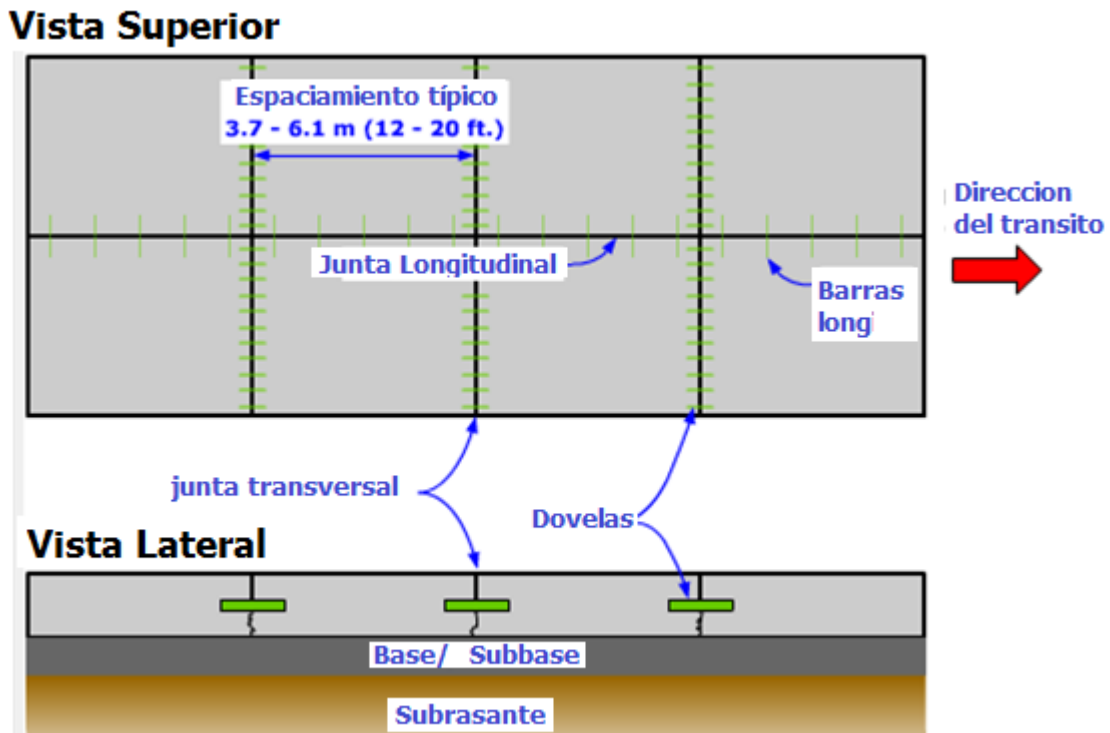 Vista Superior
Espaciamiento típico
3.7 - 6.1 m (12 - 20 ft.)
Direccion
del transito
Junta Longitudinal
Barras
longi
junta transversal
Dovelas
Vista Lateral
Base/ Subbase
Subrasante